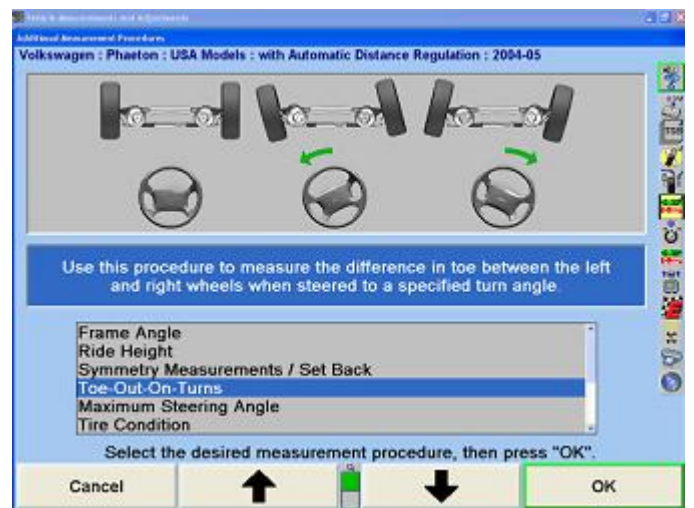 Additional Measurement Procedures
Volkswagen : Phaeton : USA Models : with Automatic Distance Regulation : 2004-05
TSB
Use this procedure to measure the difference in toe between the left
and right wheels when steered to a specified turn angle.
Frame Angle
Ride Height
Symmetry Measurements / Set Back
Toe-Out-On-Turns
Maximum Steering Angle
Tire Condition
Select the desired measurement procedure, then press "OK".
Cancel
OK